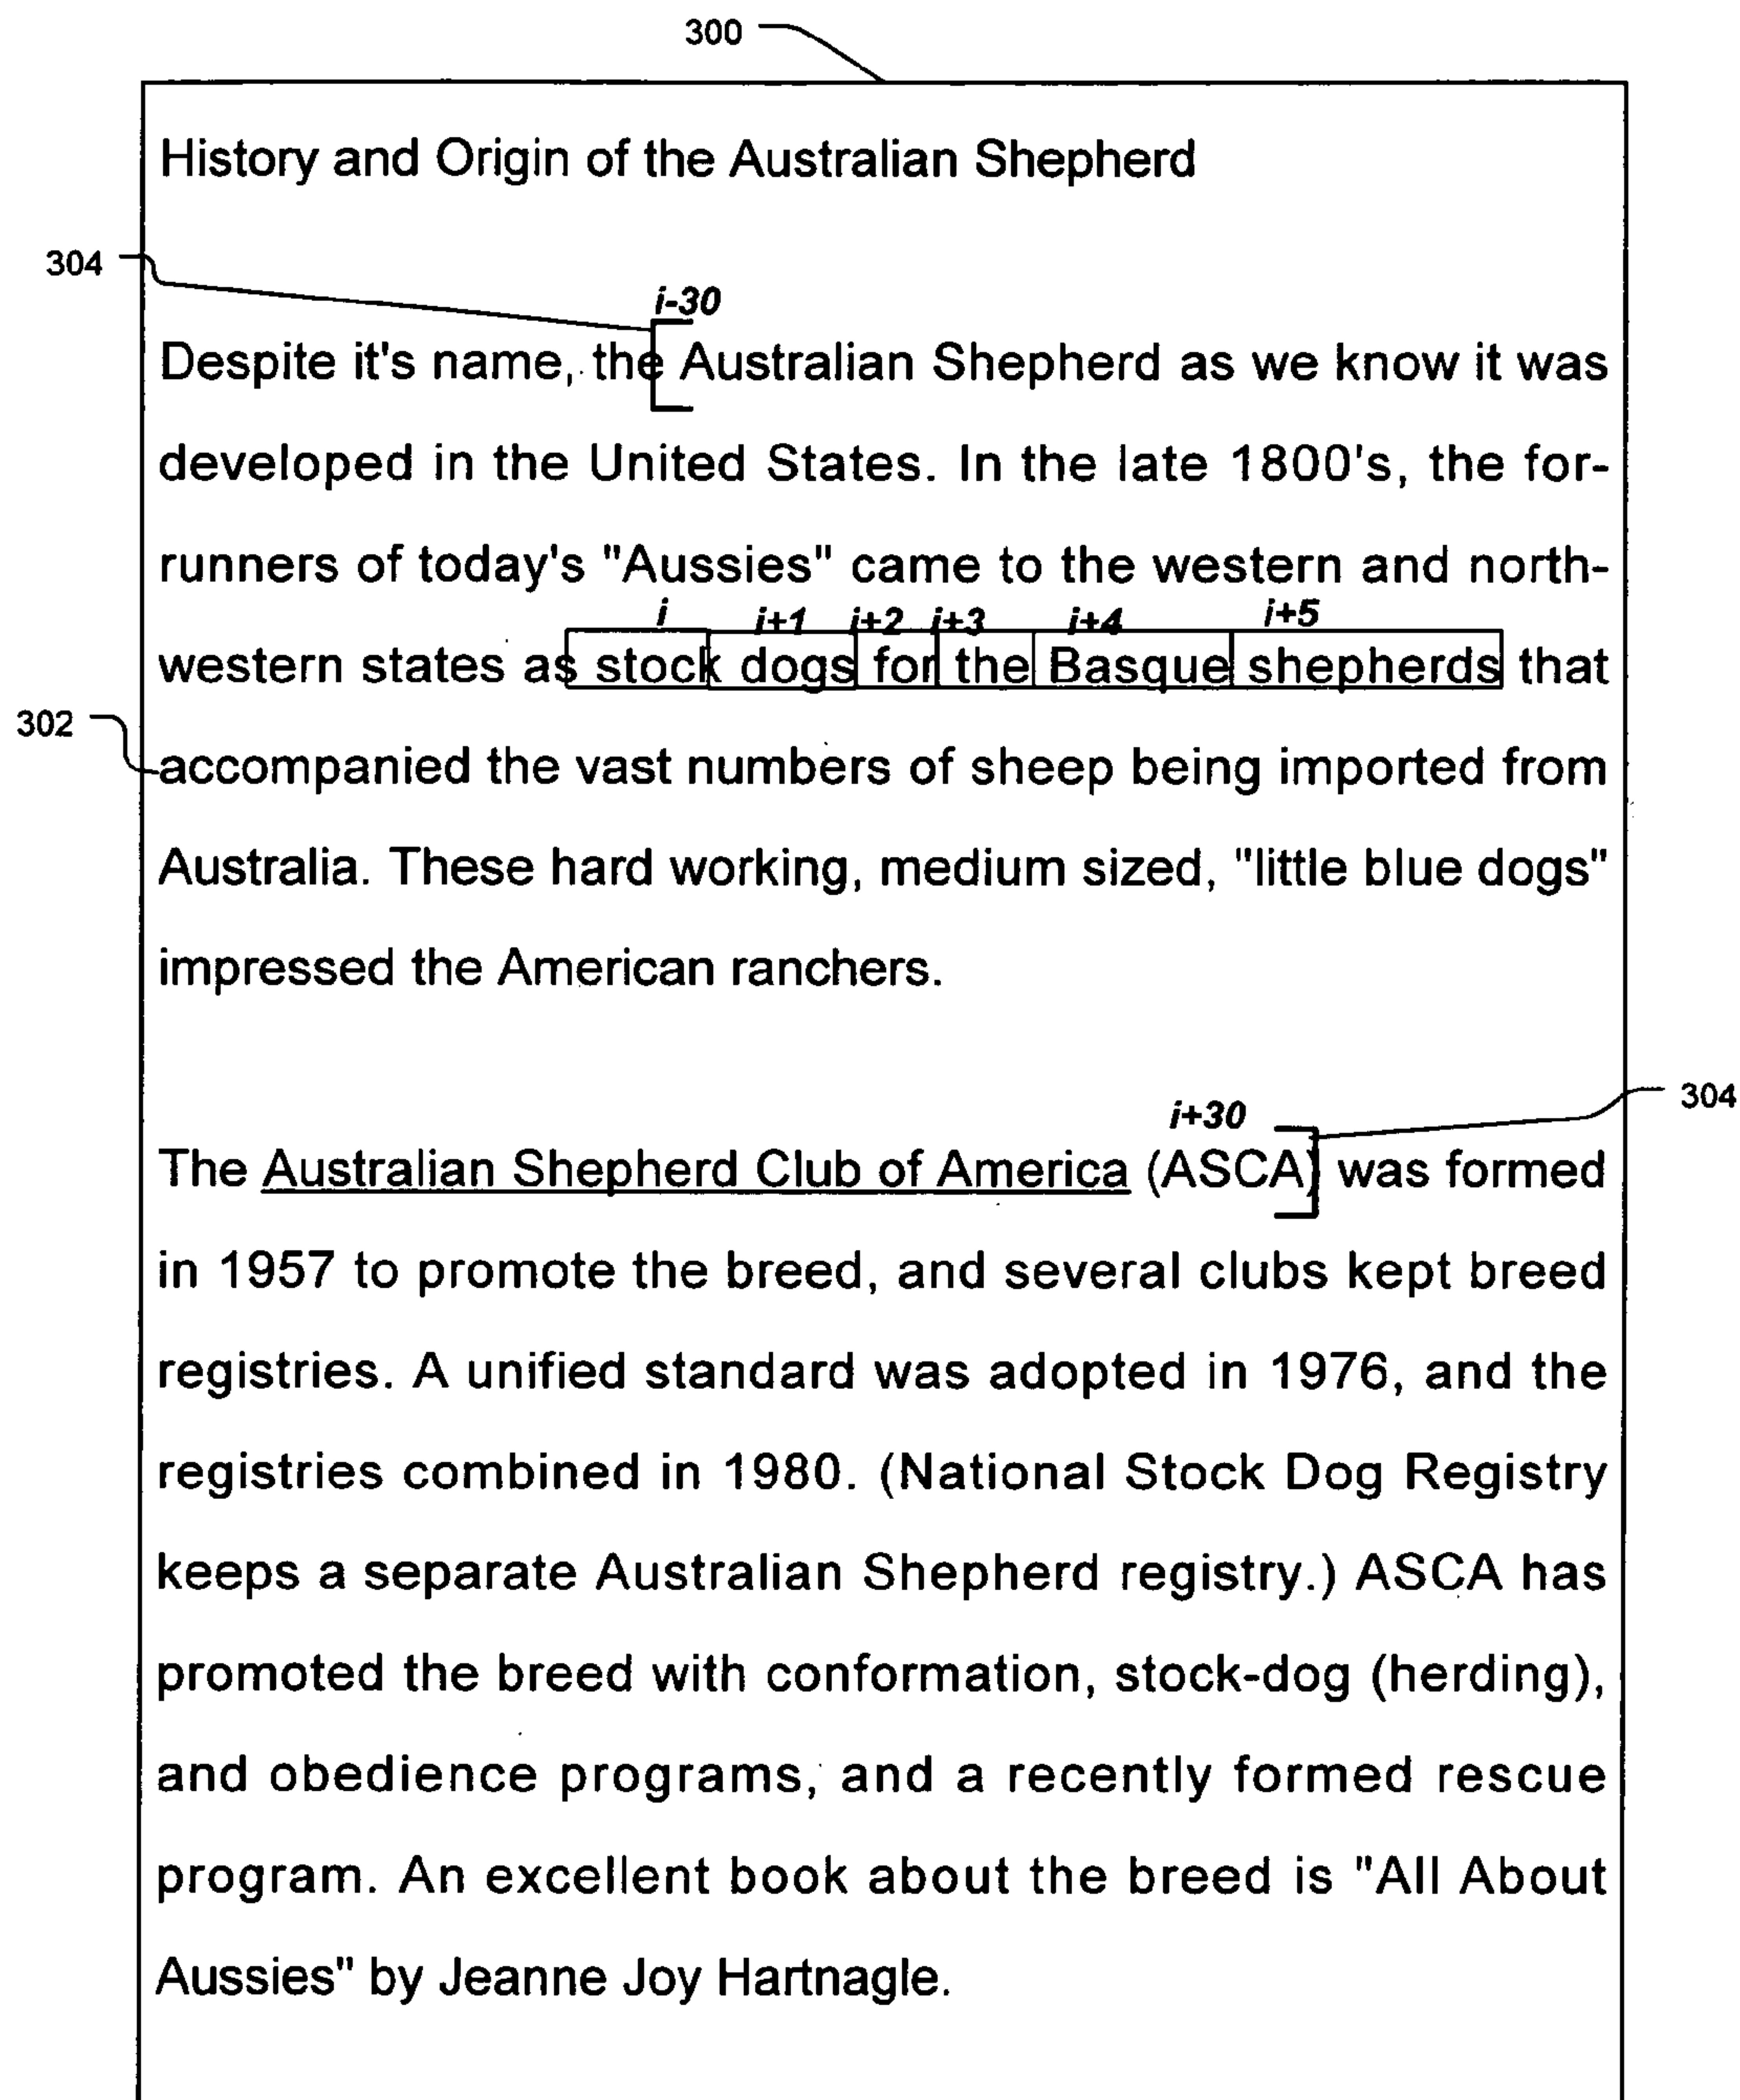 300
History and Origin of the Australian Shepherd
304
i-30
Despite it's name, the Australian Shepherd as we know it was
developed in the United States. In the late 1800's, the for-
runners of today's "Aussies" came to the western and north-
i i+1 i+2 i+3 i+4 i+5
western states as stock dogs for the Basque shepherds that
302
accompanied the vast numbers of sheep being imported from
Australia. These hard working, medium sized, "little blue dogs"
impressed the American ranchers.
304
i+30
The Australian Shepherd Club of America (ASCA) was formed
in 1957 to promote the breed, and several clubs kept breed
registries. A unified standard was adopted in 1976, and the
registries combined in 1980. (National Stock Dog Registry
keeps a separate Australian Shepherd registry.) ASCA has
promoted the breed with conformation, stock-dog (herding),
and obedience programs, and a recently formed rescue
program. An excellent book about the breed is "All About
Aussies" by Jeanne Joy Hartnagle.